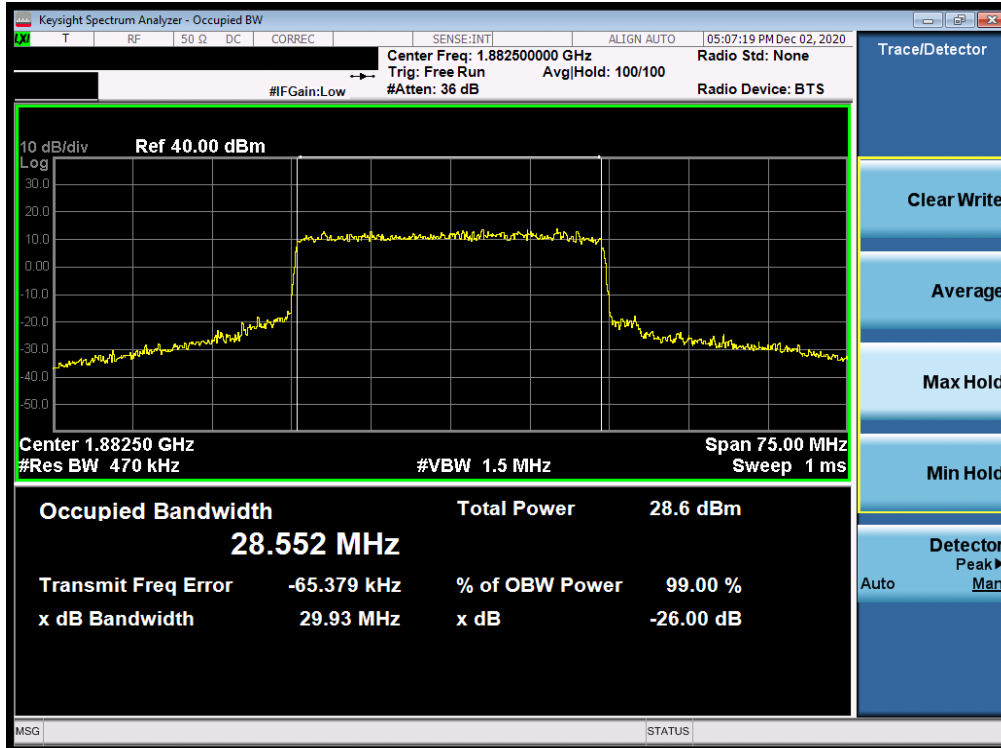 Keysight Spectrum Analyzer - Occupied BW
LXI T RF 50 Ω DC CORREC SENSE:INT ALIGN AUTO 05:07:19 PM Dec 02, 2020
Center Freq: 1.882500000 GHz Radio Std: None
Trig: Free Run Avg|Hold: 100/100
#IFGain:Low #Atten: 36 dB Radio Device: BTS
10 dB/div Ref 40.00 dBm
Log
30.0
20.0
10.0
0.00
-10.0
-20.0
-30.0
-40.0
-50.0
Center 1.88250 GHz Span 75.00 MHz
#Res BW 470 kHz #VBW 1.5 MHz Sweep 1 ms
Occupied Bandwidth Total Power 28.6 dBm
28.552 MHz
Transmit Freq Error -65.379 kHz % of OBW Power 99.00 %
x dB Bandwidth 29.93 MHz x dB -26.00 dB
MSG STATUS
Trace/Detector
Clear Write
Average
Max Hold
Min Hold
Detector
Peak
Auto Man